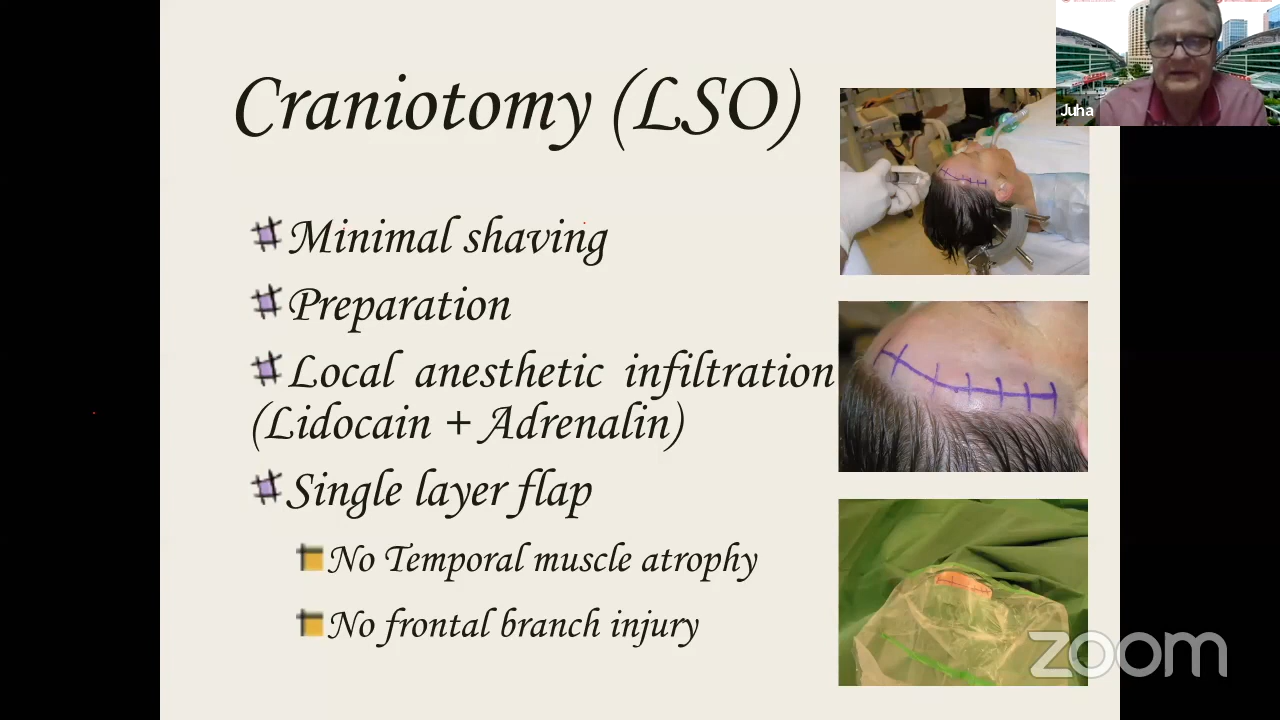 Craniotomy (LSO)
Juha
Minimal shaving
Preparation
Local anesthetic infiltration
(Lidocain + Adrenalin)
Single layer flap
No Temporal muscle atrophy
No frontal branch injury
zoom